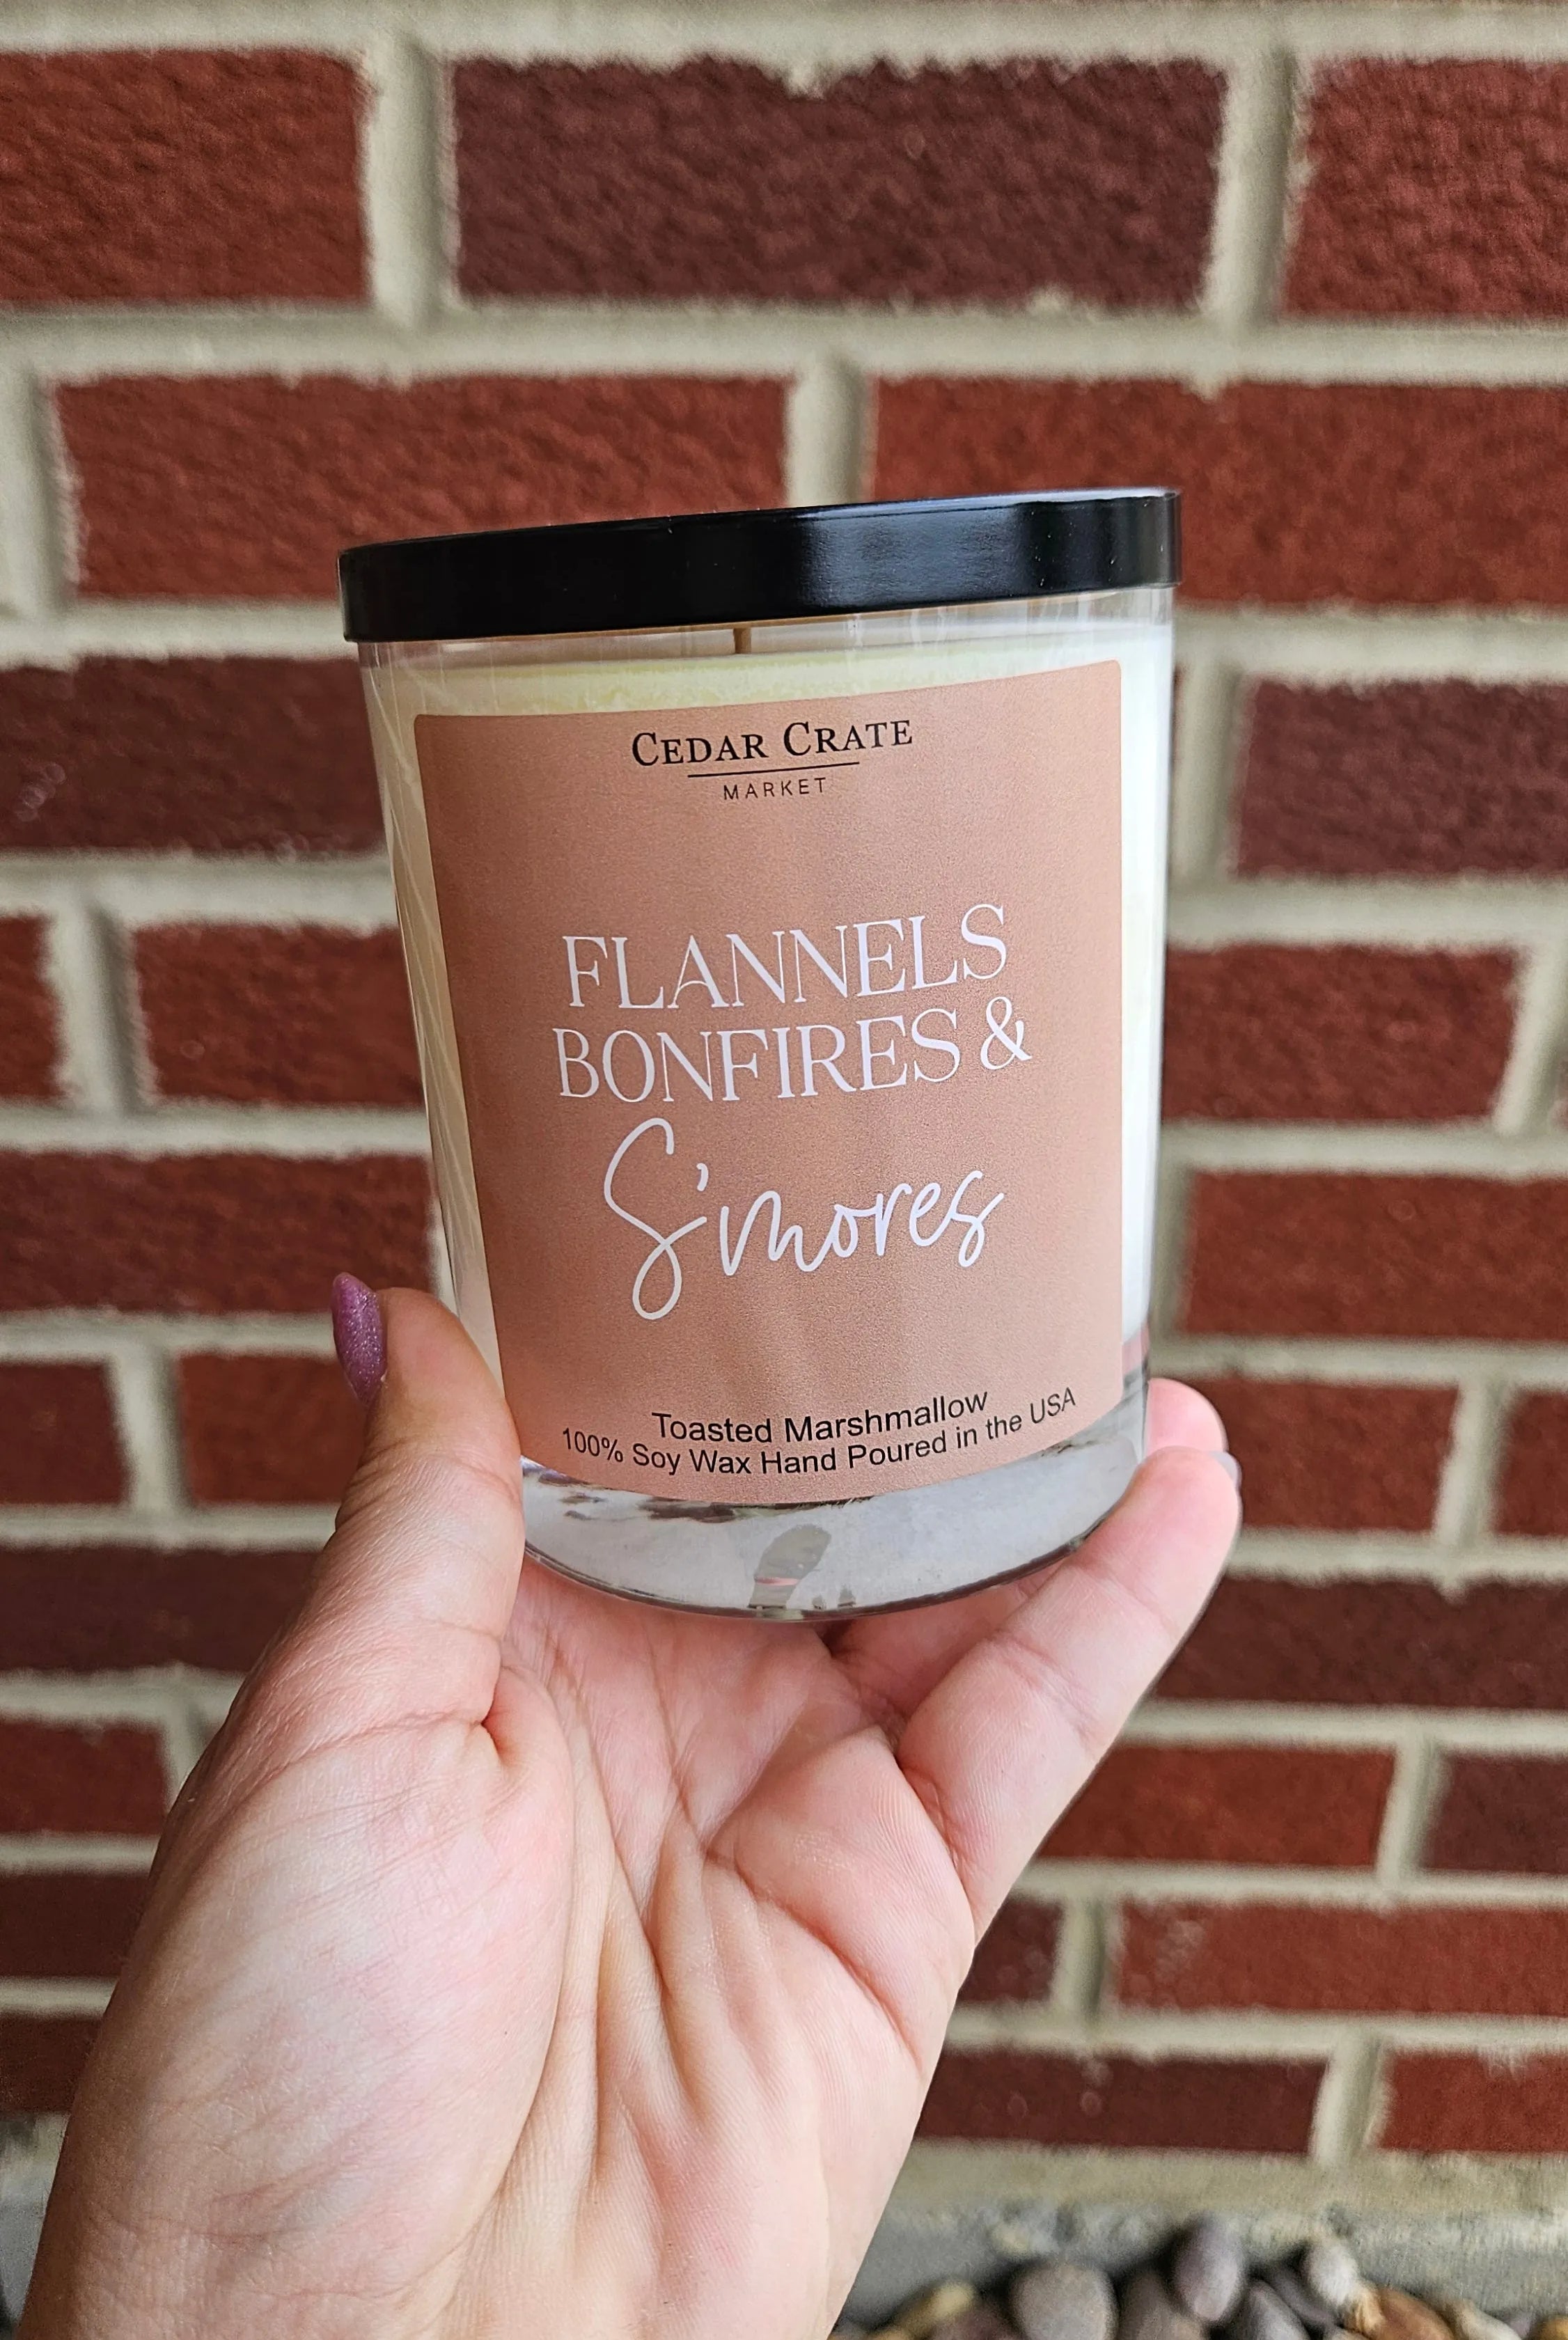 CEDAR CRATE
MARKET
FLANNELS
BONFIRES &
S'mores
Toasted Marshmallow
100% Soy Wax Hand Poured in the USA